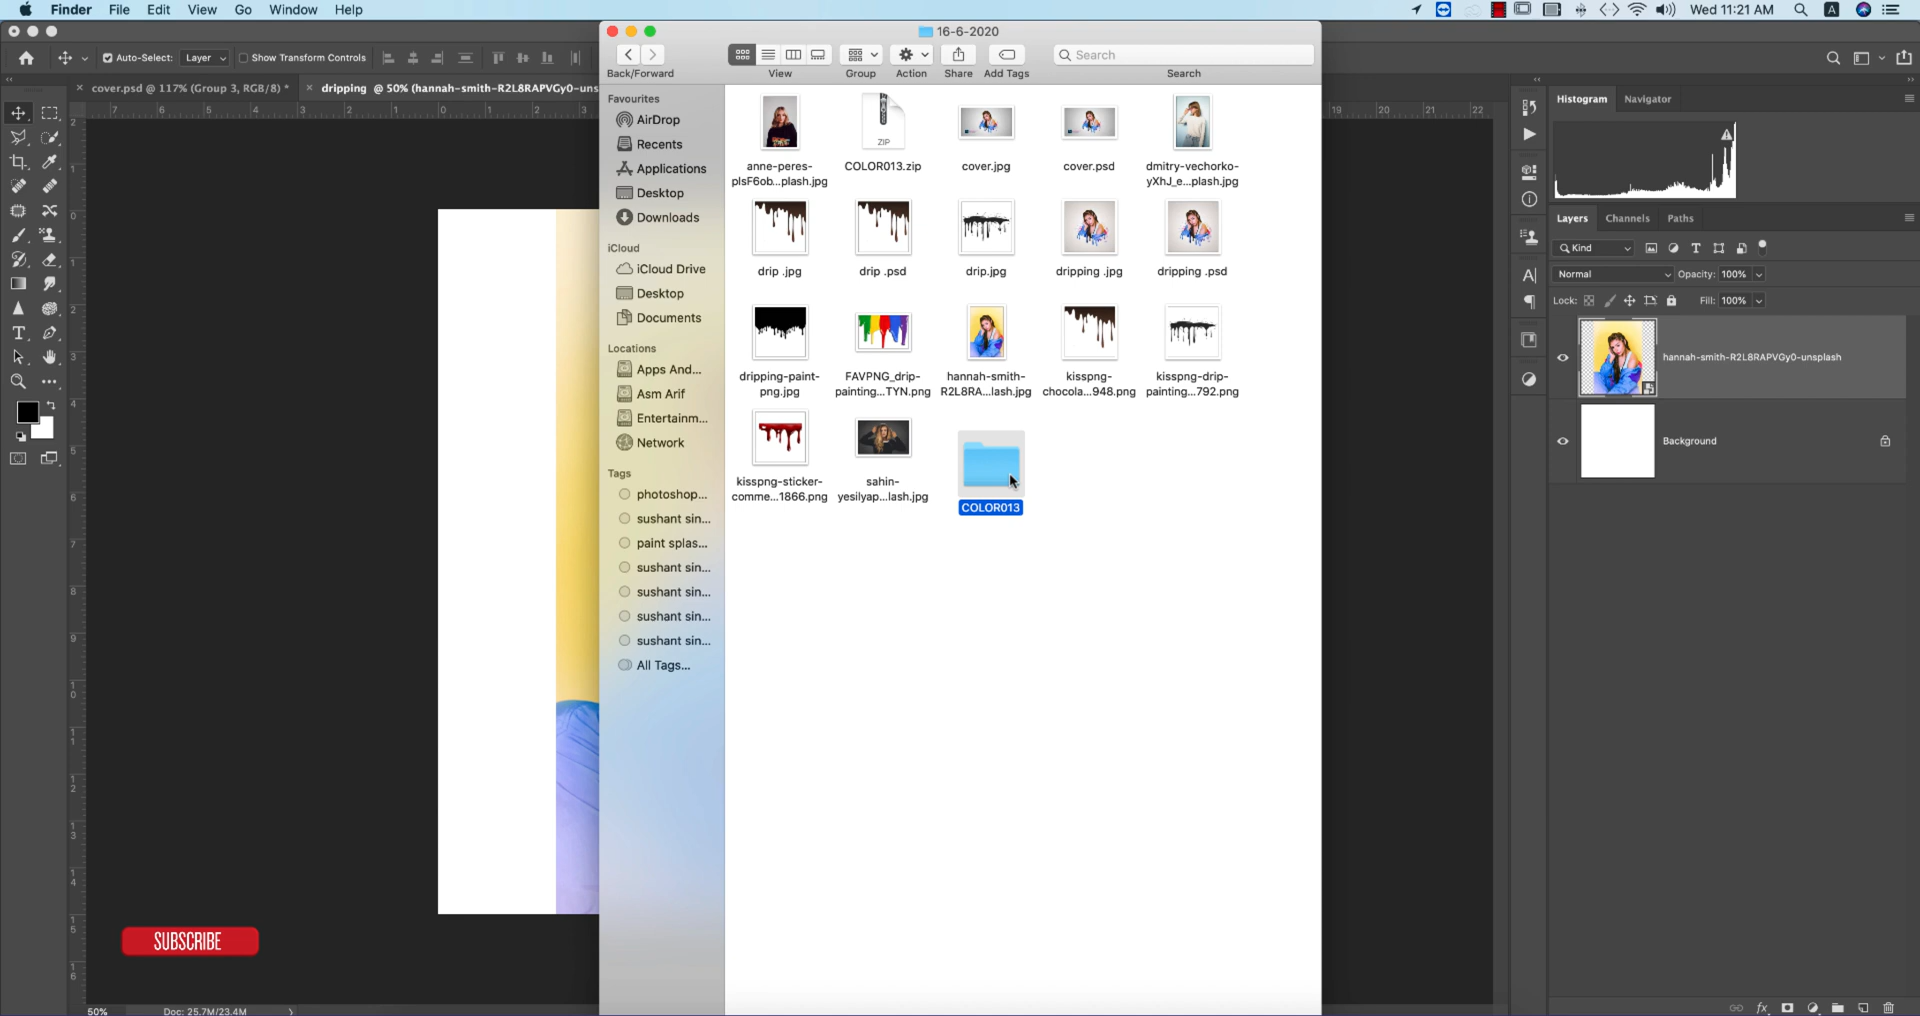 Finder File Edit View Go Window Help
Wed 11:21 AM
16-6-2020
Auto-Select: Layer Show Transform Controls
Back/Forward View Group Action Share Add Tags Search
Search
cover.psd @ 117% (Group 3, RGB/8) *
dripping @ 50% (hannah-smith-R2L8RAPVGy0-uns
Favourites
AirDrop
Recents
Applications
Desktop
Downloads
iCloud
iCloud Drive
Desktop
Documents
Locations
Apps And...
Asm Arif
Entertainm...
Network
Tags
photoshop...
sushant sin...
paint splas...
sushant sin...
sushant sin...
sushant sin...
sushant sin...
All Tags...
ZIP
anne-peres-
plsF6ob...plash.jpg
COLOR013.zip
cover.jpg
cover.psd
dmitry-vechorko-
yXhJ_e...plash.jpg
drip .jpg
drip .psd
drip.jpg
dripping .jpg
dripping .psd
dripping-paint-
png.jpg
FAVPNG_drip-
painting...TYN.png
hannah-smith-
R2L8RA...lash.jpg
kisspng-
chocola...948.png
kisspng-drip-
painting...792.png
kisspng-sticker-
comme...1866.png
sahin-
yesilyap...lash.jpg
COLOR013
Histogram Navigator
Layers Channels Paths
Kind
Normal Opacity: 100%
Lock: Fill: 100%
hannah-smith-R2L8RAPVGy0-unsplash
Background
SUBSCRIBE
50% Doc: 25.7M/23.4M